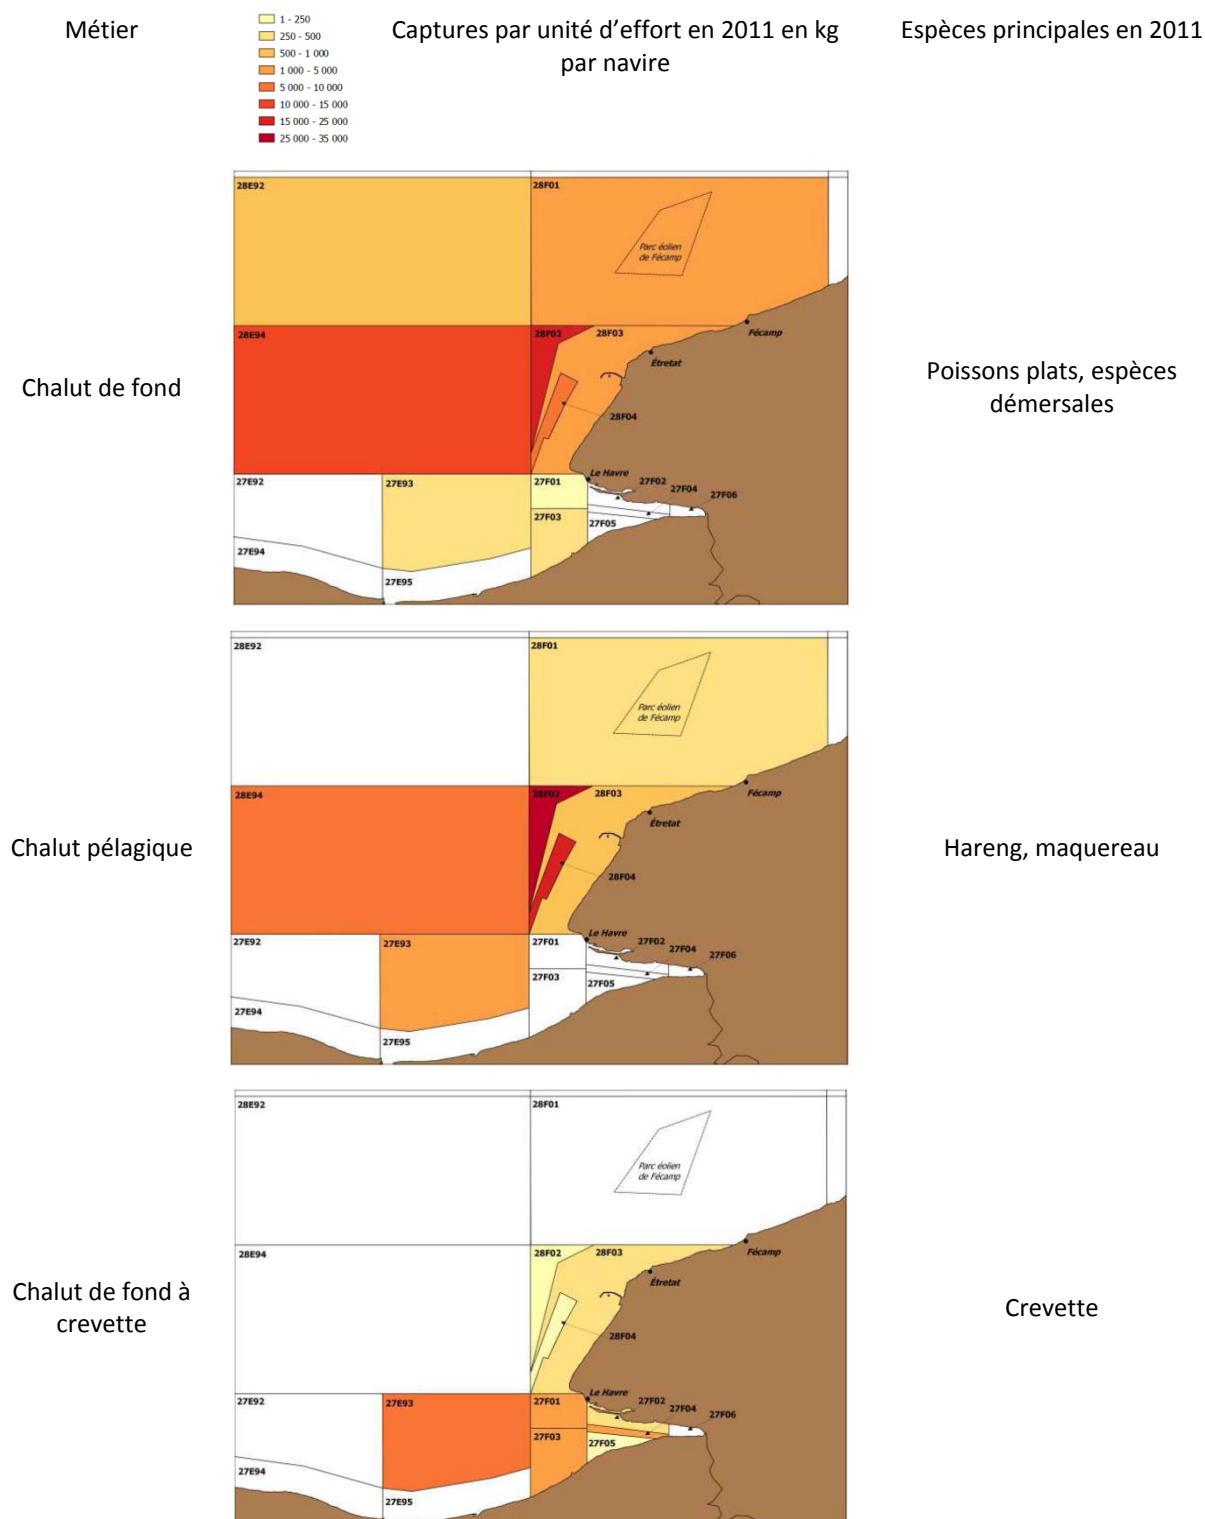 Métier
1 - 250
250 - 500
500 - 1 000
1 000 - 5 000
5 000 - 10 000
10 000 - 15 000
15 000 - 25 000
25 000 - 35 000
Captures par unité d’effort en 2011 en kg
par navire
Espèces principales en 2011
Chalut de fond
28E92
28F01
Parc éolien
de Fécamp
28E94
28F02
28F03
Fécamp
Étretat
28F04
27E92
27E93
27F01
Le Havre
27F02
27F04
27F06
27F03
27F05
27E94
27E95
Poissons plats, espèces
démersales
Chalut pélagique
28E92
28F01
Parc éolien
de Fécamp
28E94
28F02
28F03
Fécamp
Étretat
28F04
27E92
27E93
27F01
Le Havre
27F02
27F04
27F06
27F03
27F05
27E94
27E95
Hareng, maquereau
Chalut de fond à
crevette
28E92
28F01
Parc éolien
de Fécamp
28E94
28F02
28F03
Fécamp
Étretat
28F04
27E92
27E93
27F01
Le Havre
27F02
27F04
27F06
27F03
27F05
27E94
27E95
Crevette